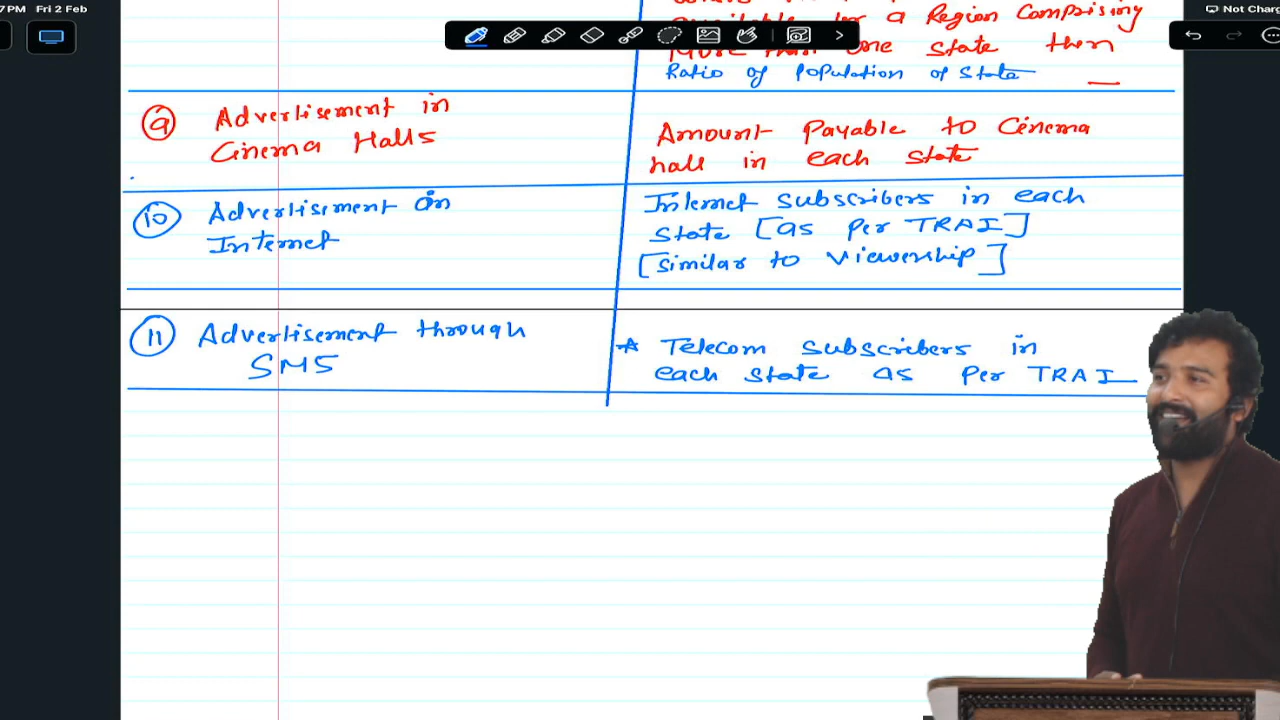 7 PM Fri 2 Feb
Not Charg
a Region Comprising
one state then
Ratio of Population of State
9 Advertisement in
Cinema Halls
Amount Payable to Cinema
hall in each state
10 Advertisement on
Internet
Internet subscribers in each
state [as per TRAI]
[similar to viewership]
11 Advertisement through
SMS
* Telecom subscribers in
each state as per TRAI